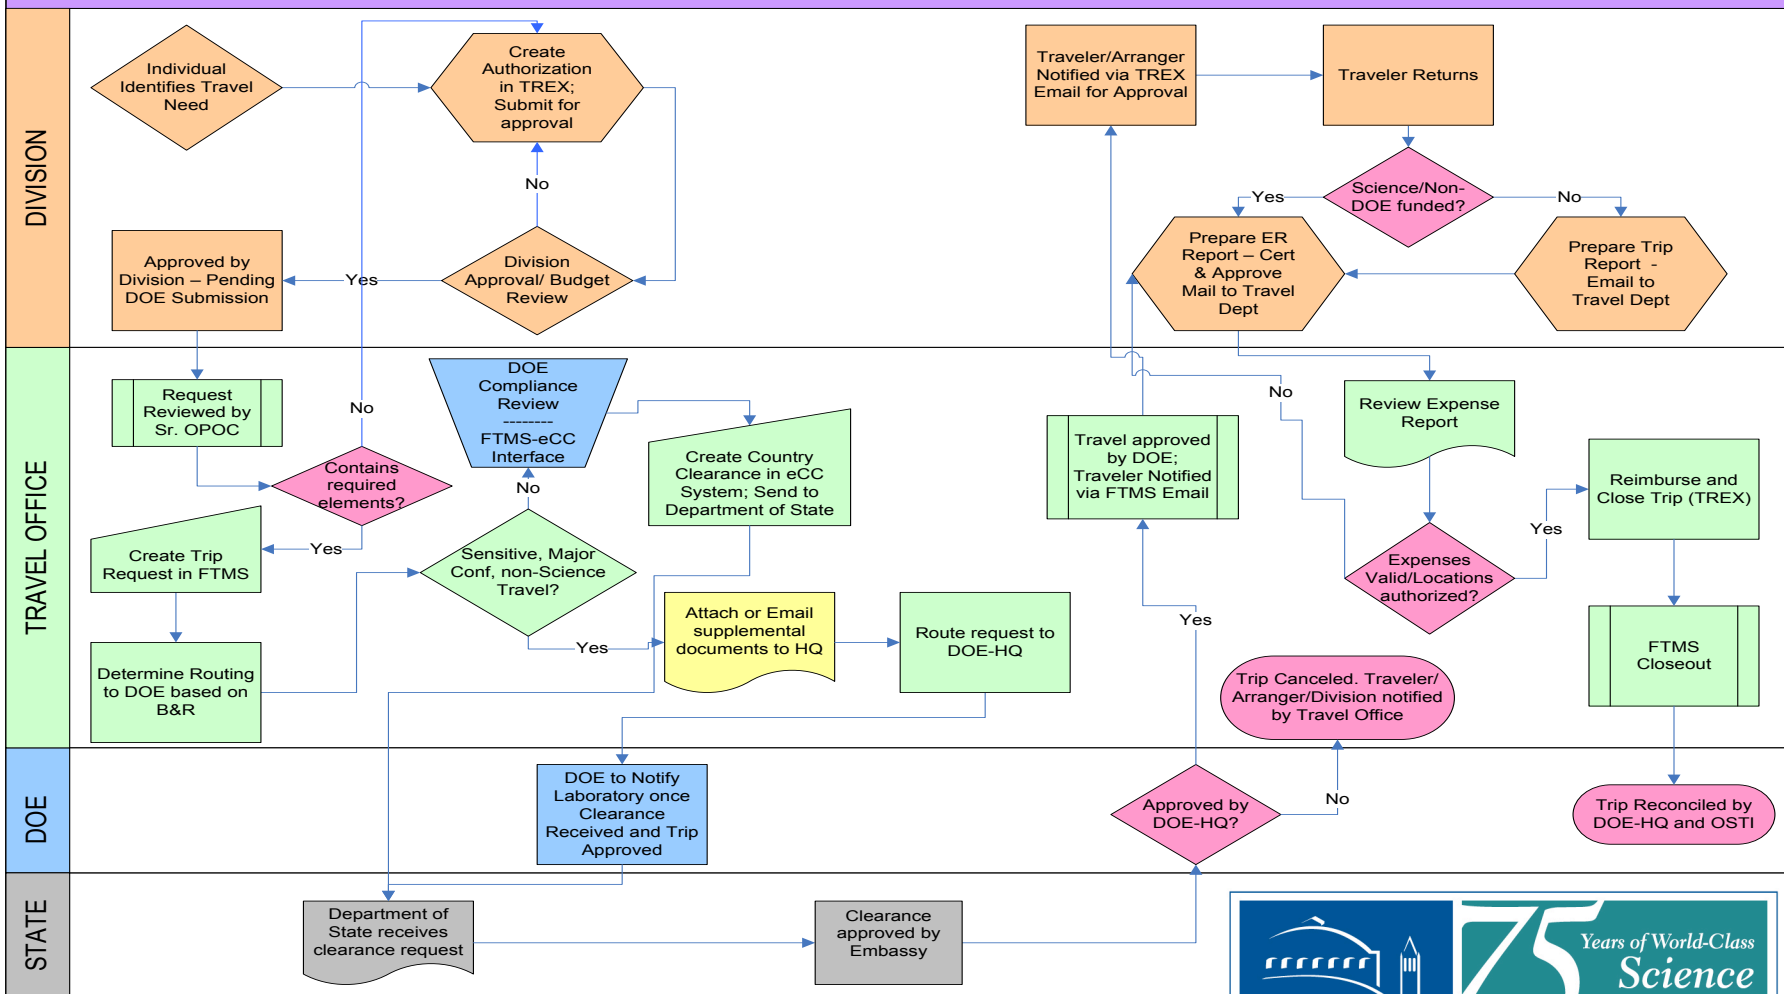 DIVISION
Individual
Identifies Travel
Need
Create
Authorization
in TREX;
Submit for
approval
No
Division
Approval/ Budget
Review
Yes
Approved by
Division – Pending
DOE Submission
Traveler/Arranger
Notified via TREX
Email for Approval
Traveler Returns
Science/Non-
DOE funded?
Yes
No
Prepare ER
Report – Cert
& Approve
Mail to Travel
Dept
Prepare Trip
Report  -
Email to
Travel Dept
TRAVEL OFFICE
Request
Reviewed by
Sr. OPOC
No
Contains
required
elements?
Yes
Create Trip
Request in FTMS
Determine Routing
to DOE based on
B&R
DOE
Compliance
Review
--------
FTMS-eCC
Interface
No
Sensitive, Major
Conf, non-Science
Travel?
Yes
Create Country
Clearance in eCC
System; Send to
Department of State
Attach or Email
supplemental
documents to HQ
Route request to
DOE-HQ
Travel approved
by DOE;
Traveler Notified
via FTMS Email
Yes
Trip Canceled. Traveler/
Arranger/Division notified
by Travel Office
No
Review Expense
Report
Expenses
Valid/Locations
authorized?
Yes
Reimburse and
Close Trip (TREX)
FTMS
Closeout
DOE
DOE to Notify
Laboratory once
Clearance
Received and Trip
Approved
Approved by
DOE-HQ?
No
Trip Reconciled by
DOE-HQ and OSTI
STATE
Department of
State receives
clearance request
Clearance
approved by
Embassy
75
Years of World-Class
Science